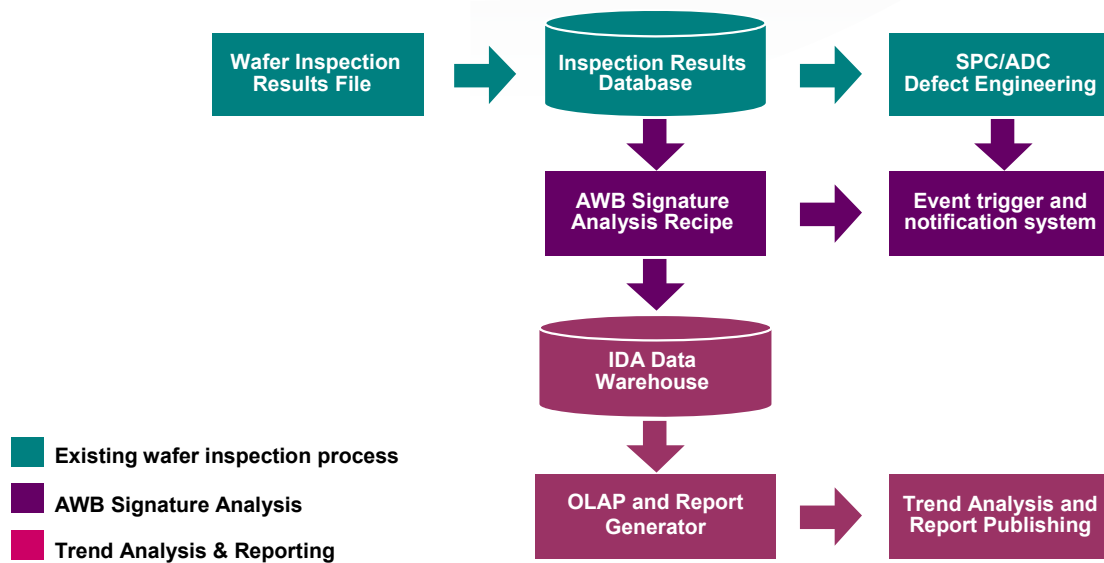 Wafer Inspection
Results File
Inspection Results
Database
SPC/ADC
Defect Engineering
AWB Signature
Analysis Recipe
Event trigger and
notification system
IDA Data
Warehouse
Existing wafer inspection process
AWB Signature Analysis
Trend Analysis & Reporting
OLAP and Report
Generator
Trend Analysis and
Report Publishing